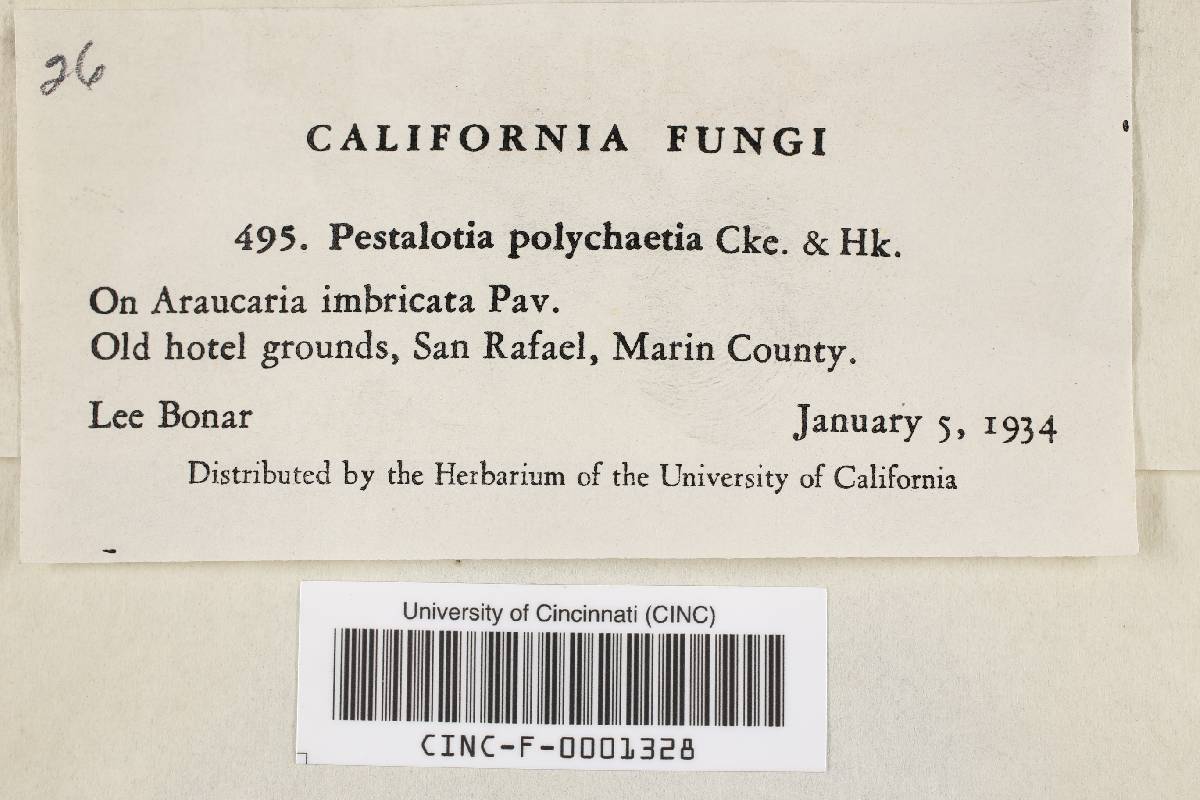 26
CALIFORNIA FUNGI
495. Pestalotia polychaetia Cke. & Hk.
On Araucaria imbricata Pav.
Old hotel grounds, San Rafael, Marin County.
Lee Bonar January 5, 1934
Distributed by the Herbarium of the University of California
University of Cincinnati (CINC)
CINC-F-0001328